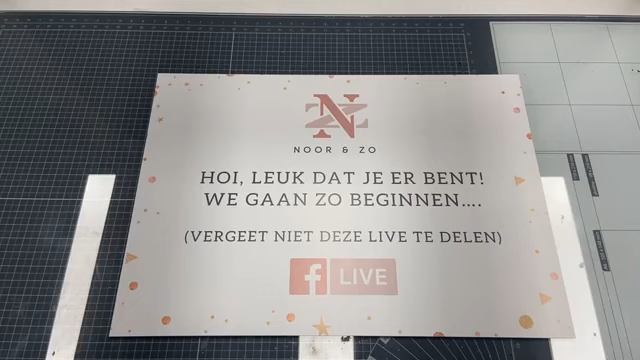 NZ
NOOR & ZO
HOI, LEUK DAT JE ER BENT!
WE GAAN ZO BEGINNEN....
(VERGEET NIET DEZE LIVE TE DELEN)
f LIVE